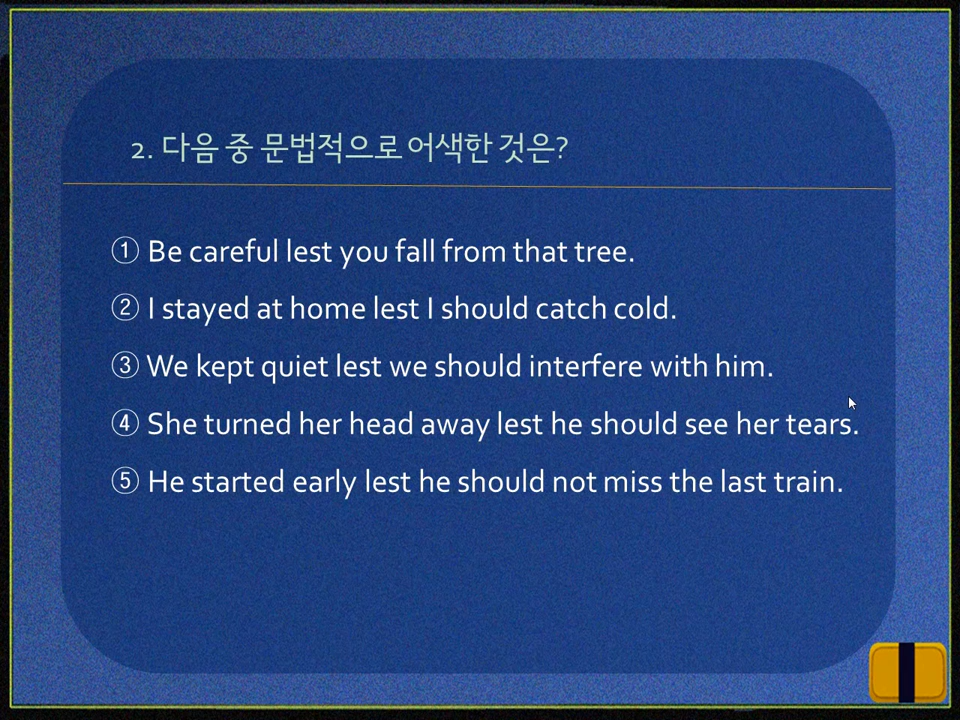 2. 다음 중 문법적으로 어색한 것은?
① Be careful lest you fall from that tree.
② I stayed at home lest I should catch cold.
③ We kept quiet lest we should interfere with him.
④ She turned her head away lest he should see her tears.
⑤ He started early lest he should not miss the last train.